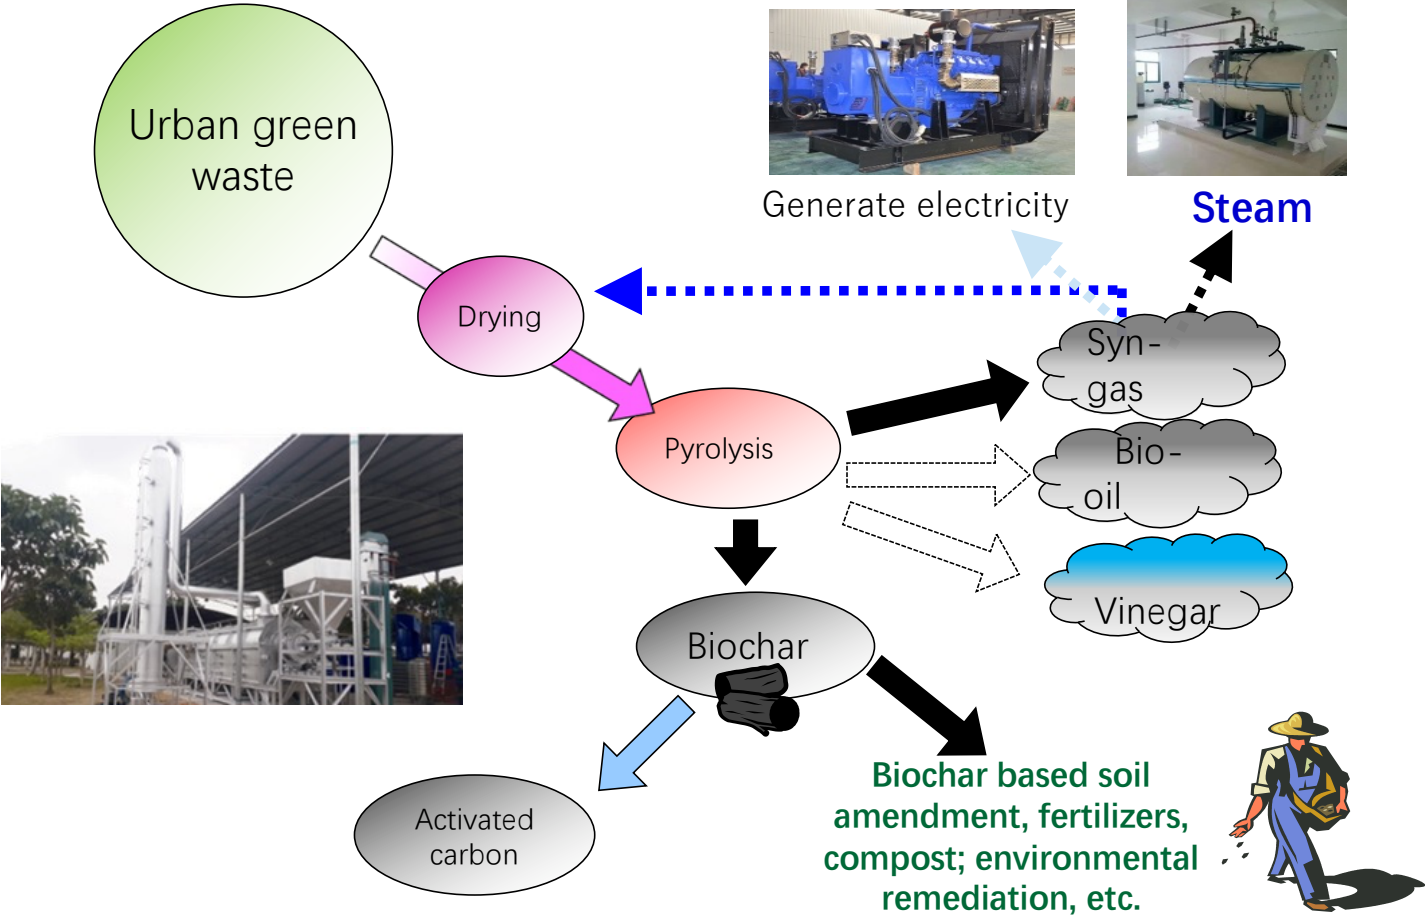 Urban green
waste
Generate electricity
Steam
Drying
Syn-
gas
Pyrolysis
Bio-
oil
Vinegar
Biochar
Activated
carbon
Biochar based soil
amendment, fertilizers,
compost; environmental
remediation, etc.